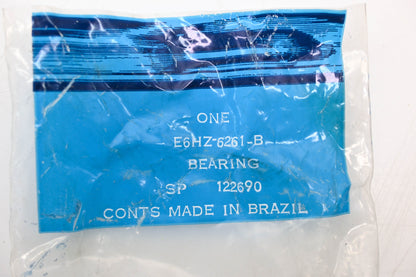 ONE
E6HZ-6261-B
BEARING
SP 122690
CONTS MADE IN BRAZIL